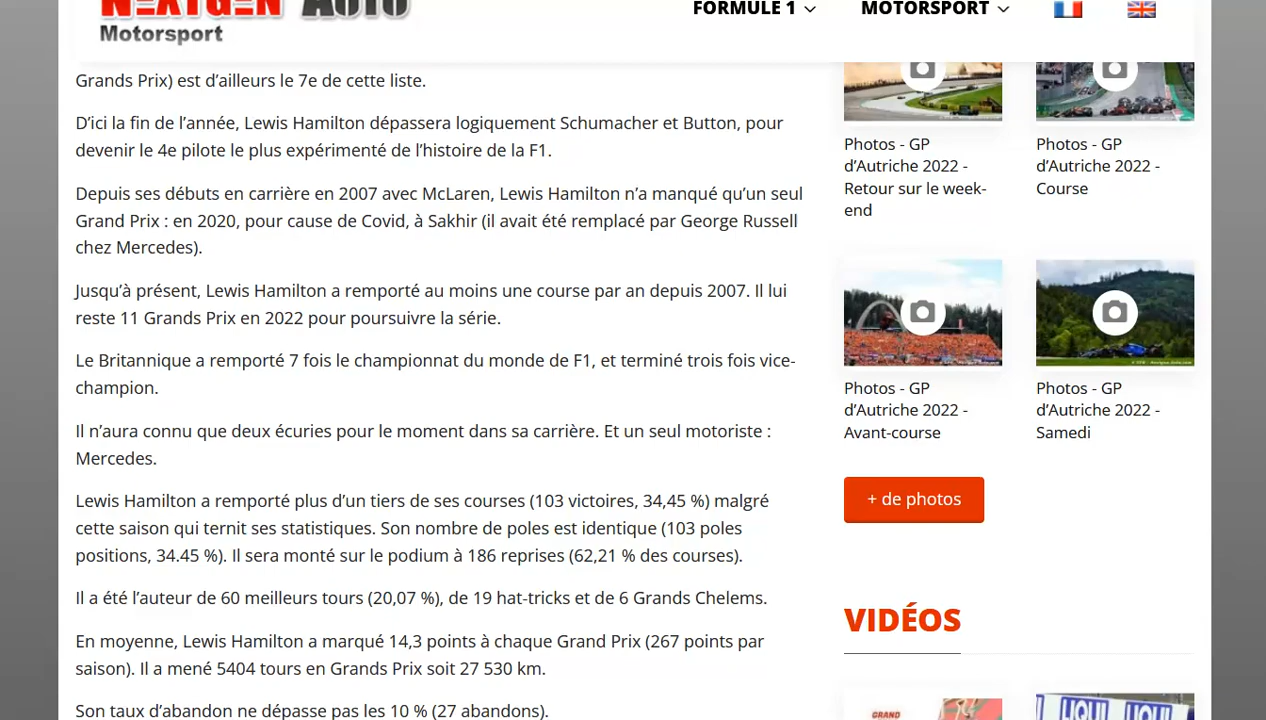 NEXTGEN AUTO
Motorsport
FORMULE 1
MOTORSPORT
Grands Prix) est d’ailleurs le 7e de cette liste.
D’ici la fin de l’année, Lewis Hamilton dépassera logiquement Schumacher et Button, pour
devenir le 4e pilote le plus expérimenté de l’histoire de la F1.
Depuis ses débuts en carrière en 2007 avec McLaren, Lewis Hamilton n’a manqué qu’un seul
Grand Prix : en 2020, pour cause de Covid, à Sakhir (il avait été remplacé par George Russell
chez Mercedes).
Jusqu’à présent, Lewis Hamilton a remporté au moins une course par an depuis 2007. Il lui
reste 11 Grands Prix en 2022 pour poursuivre la série.
Le Britannique a remporté 7 fois le championnat du monde de F1, et terminé trois fois vice-
champion.
Il n’aura connu que deux écuries pour le moment dans sa carrière. Et un seul motoriste :
Mercedes.
Lewis Hamilton a remporté plus d’un tiers de ses courses (103 victoires, 34,45 %) malgré
cette saison qui ternit ses statistiques. Son nombre de poles est identique (103 poles
positions, 34.45 %). Il sera monté sur le podium à 186 reprises (62,21 % des courses).
Il a été l’auteur de 60 meilleurs tours (20,07 %), de 19 hat-tricks et de 6 Grands Chelems.
En moyenne, Lewis Hamilton a marqué 14,3 points à chaque Grand Prix (267 points par
saison). Il a mené 5404 tours en Grands Prix soit 27 530 km.
Son taux d’abandon ne dépasse pas les 10 % (27 abandons).
Photos - GP
d’Autriche 2022 -
Retour sur le week-
end
Photos - GP
d’Autriche 2022 -
Course
Photos - GP
d’Autriche 2022 -
Avant-course
Photos - GP
d’Autriche 2022 -
Samedi
+ de photos
VIDÉOS
GRAND
LIQUI LIQUI